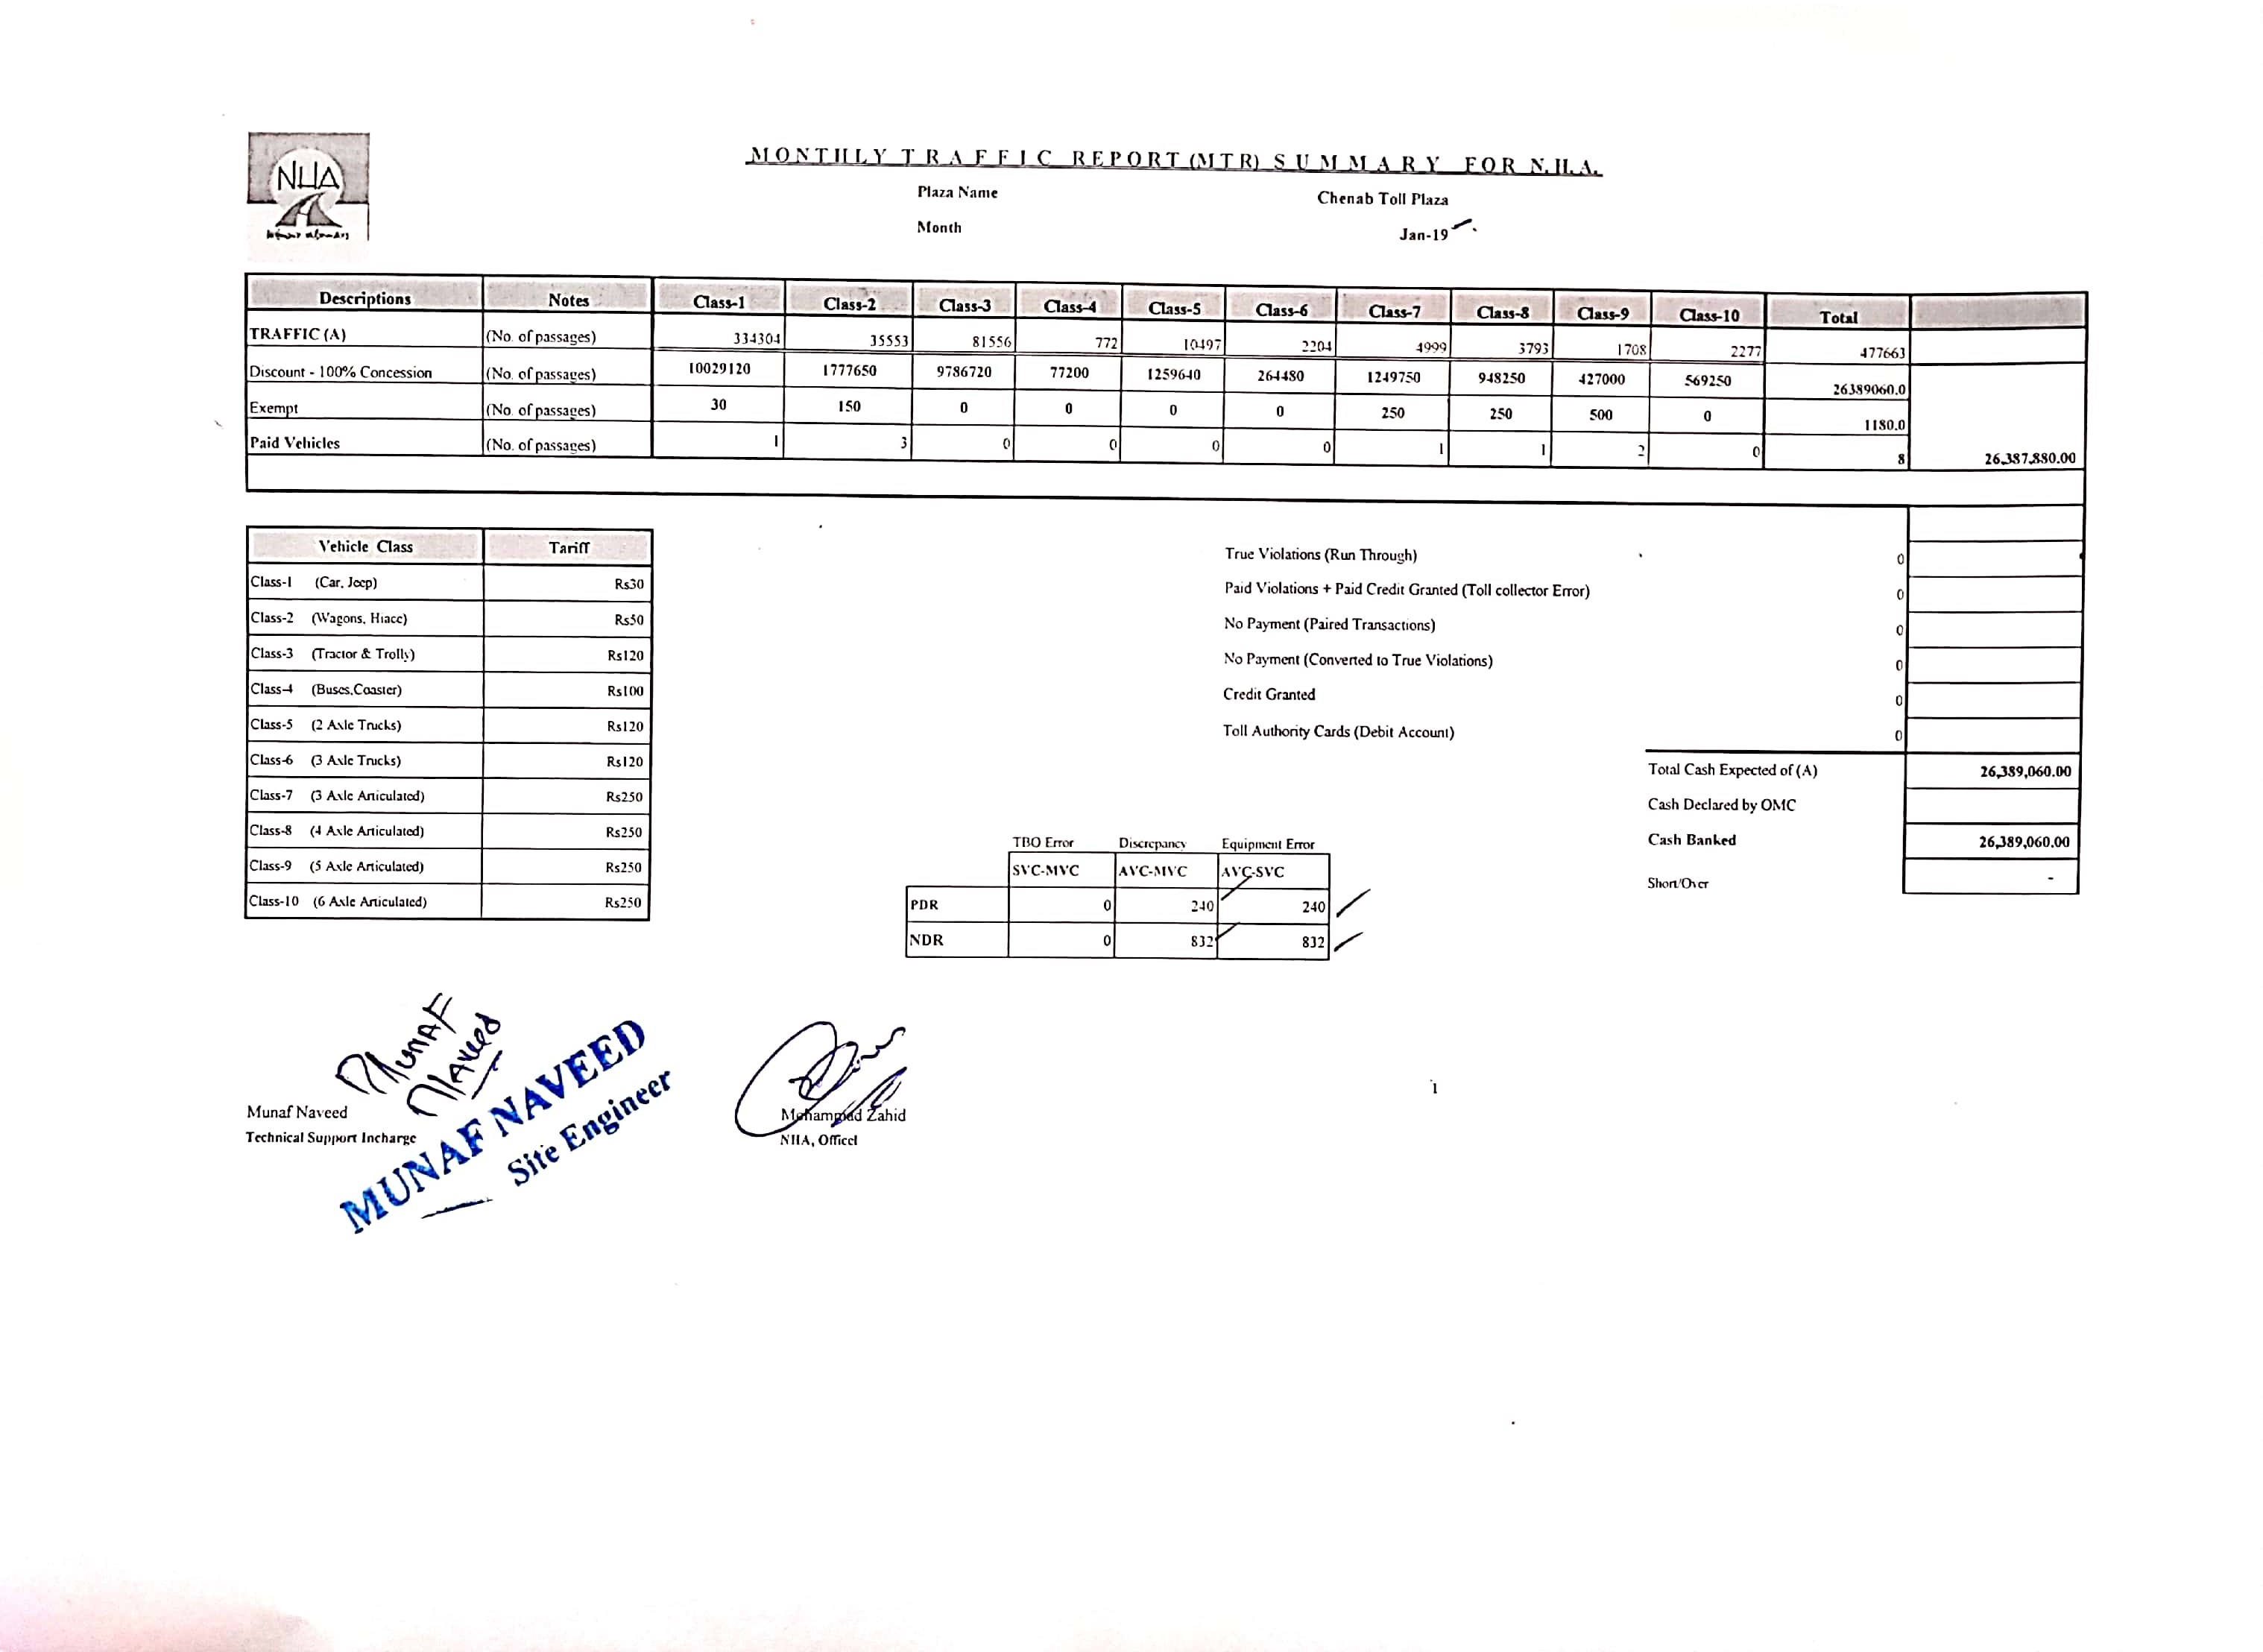 NHA
MONTHLY TRAFFIC REPORT (MTR) SUMMARY FOR N.H.A.
Plaza Name Chenab Toll Plaza
Month Jan-19
Descriptions Notes Class-1 Class-2 Class-3 Class-4 Class-5 Class-6 Class-7 Class-8 Class-9 Class-10 Total
TRAFFIC (A) (No. of passages) 334304 35553 81556 772 10497 2204 4999 3793 1708 2277 477663
Discount - 100% Concession (No. of passages) 10029120 1777650 9786720 77200 1259640 264480 1249750 948250 427000 569250 26389060.0
Exempt (No. of passages) 30 150 0 0 0 0 250 250 500 0 1180.0
Paid Vehicles (No. of passages) 1 3 0 0 0 0 1 1 2 0 8 26,387,880.00
Vehicle Class Tariff
Class-1 (Car, Jeep) Rs30
Class-2 (Wagons, Hiace) Rs50
Class-3 (Tractor & Trolly) Rs120
Class-4 (Buses,Coaster) Rs100
Class-5 (2 Axle Trucks) Rs120
Class-6 (3 Axle Trucks) Rs120
Class-7 (3 Axle Articulated) Rs250
Class-8 (4 Axle Articulated) Rs250
Class-9 (5 Axle Articulated) Rs250
Class-10 (6 Axle Articulated) Rs250
True Violations (Run Through) 0
Paid Violations + Paid Credit Granted (Toll collector Error) 0
No Payment (Paired Transactions) 0
No Payment (Converted to True Violations) 0
Credit Granted 0
Toll Authority Cards (Debit Account) 0
Total Cash Expected of (A) 26,389,060.00
Cash Declared by OMC
Cash Banked 26,389,060.00
Short/Over -
TBO Error Discrepancy Equipment Error
SVC-MVC AVC-MVC AVC-SVC
PDR 0 240 240
NDR 0 832 832
Munaf
Naveed
Munaf Naveed
Technical Support Incharge
MUNAF NAVEED
Site Engineer
Mohammad Zahid
NHA, Officel